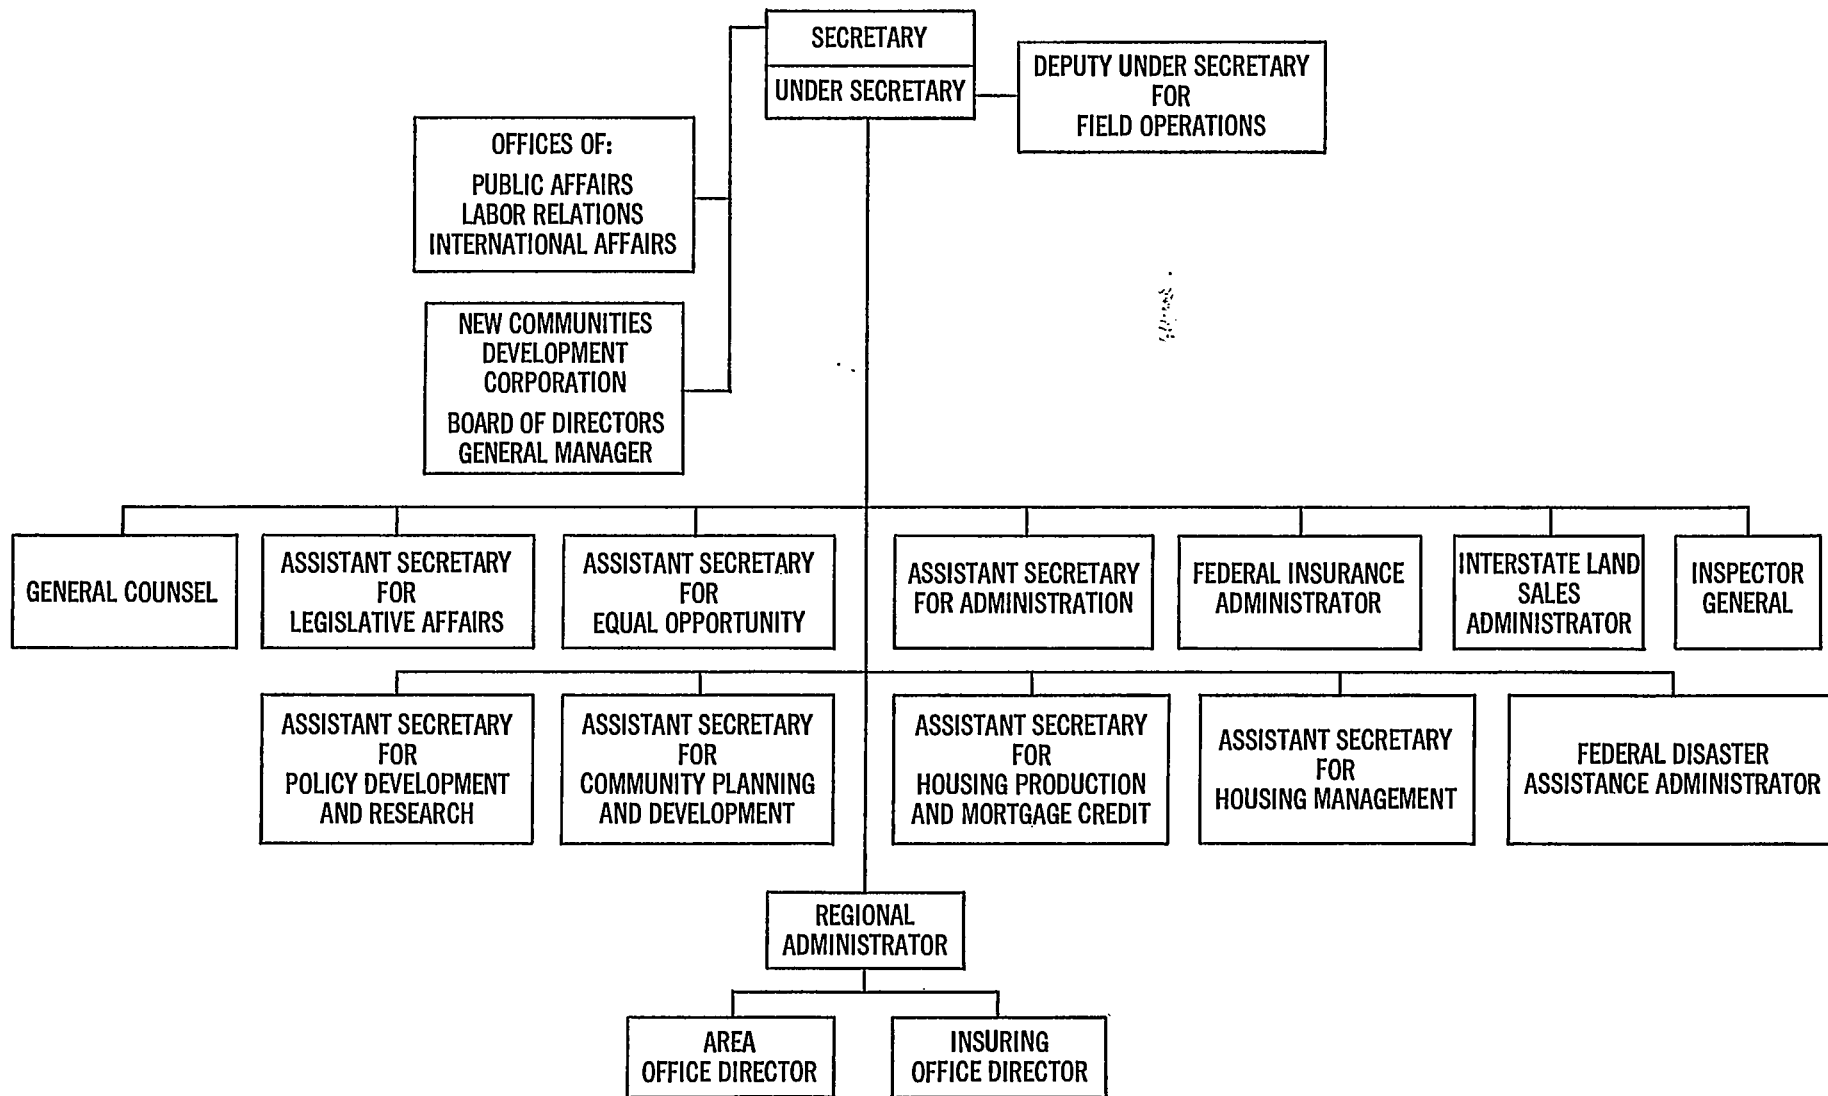 SECRETARY
UNDER SECRETARY
DEPUTY UNDER SECRETARY
FOR
FIELD OPERATIONS
OFFICES OF:
PUBLIC AFFAIRS
LABOR RELATIONS
INTERNATIONAL AFFAIRS
NEW COMMUNITIES
DEVELOPMENT
CORPORATION
BOARD OF DIRECTORS
GENERAL MANAGER
GENERAL COUNSEL
ASSISTANT SECRETARY
FOR
LEGISLATIVE AFFAIRS
ASSISTANT SECRETARY
FOR
EQUAL OPPORTUNITY
ASSISTANT SECRETARY
FOR ADMINISTRATION
FEDERAL INSURANCE
ADMINISTRATOR
INTERSTATE LAND
SALES
ADMINISTRATOR
INSPECTOR
GENERAL
ASSISTANT SECRETARY
FOR
POLICY DEVELOPMENT
AND RESEARCH
ASSISTANT SECRETARY
FOR
COMMUNITY PLANNING
AND DEVELOPMENT
ASSISTANT SECRETARY
FOR
HOUSING PRODUCTION
AND MORTGAGE CREDIT
ASSISTANT SECRETARY
FOR
HOUSING MANAGEMENT
FEDERAL DISASTER
ASSISTANCE ADMINISTRATOR
REGIONAL
ADMINISTRATOR
AREA
OFFICE DIRECTOR
INSURING
OFFICE DIRECTOR